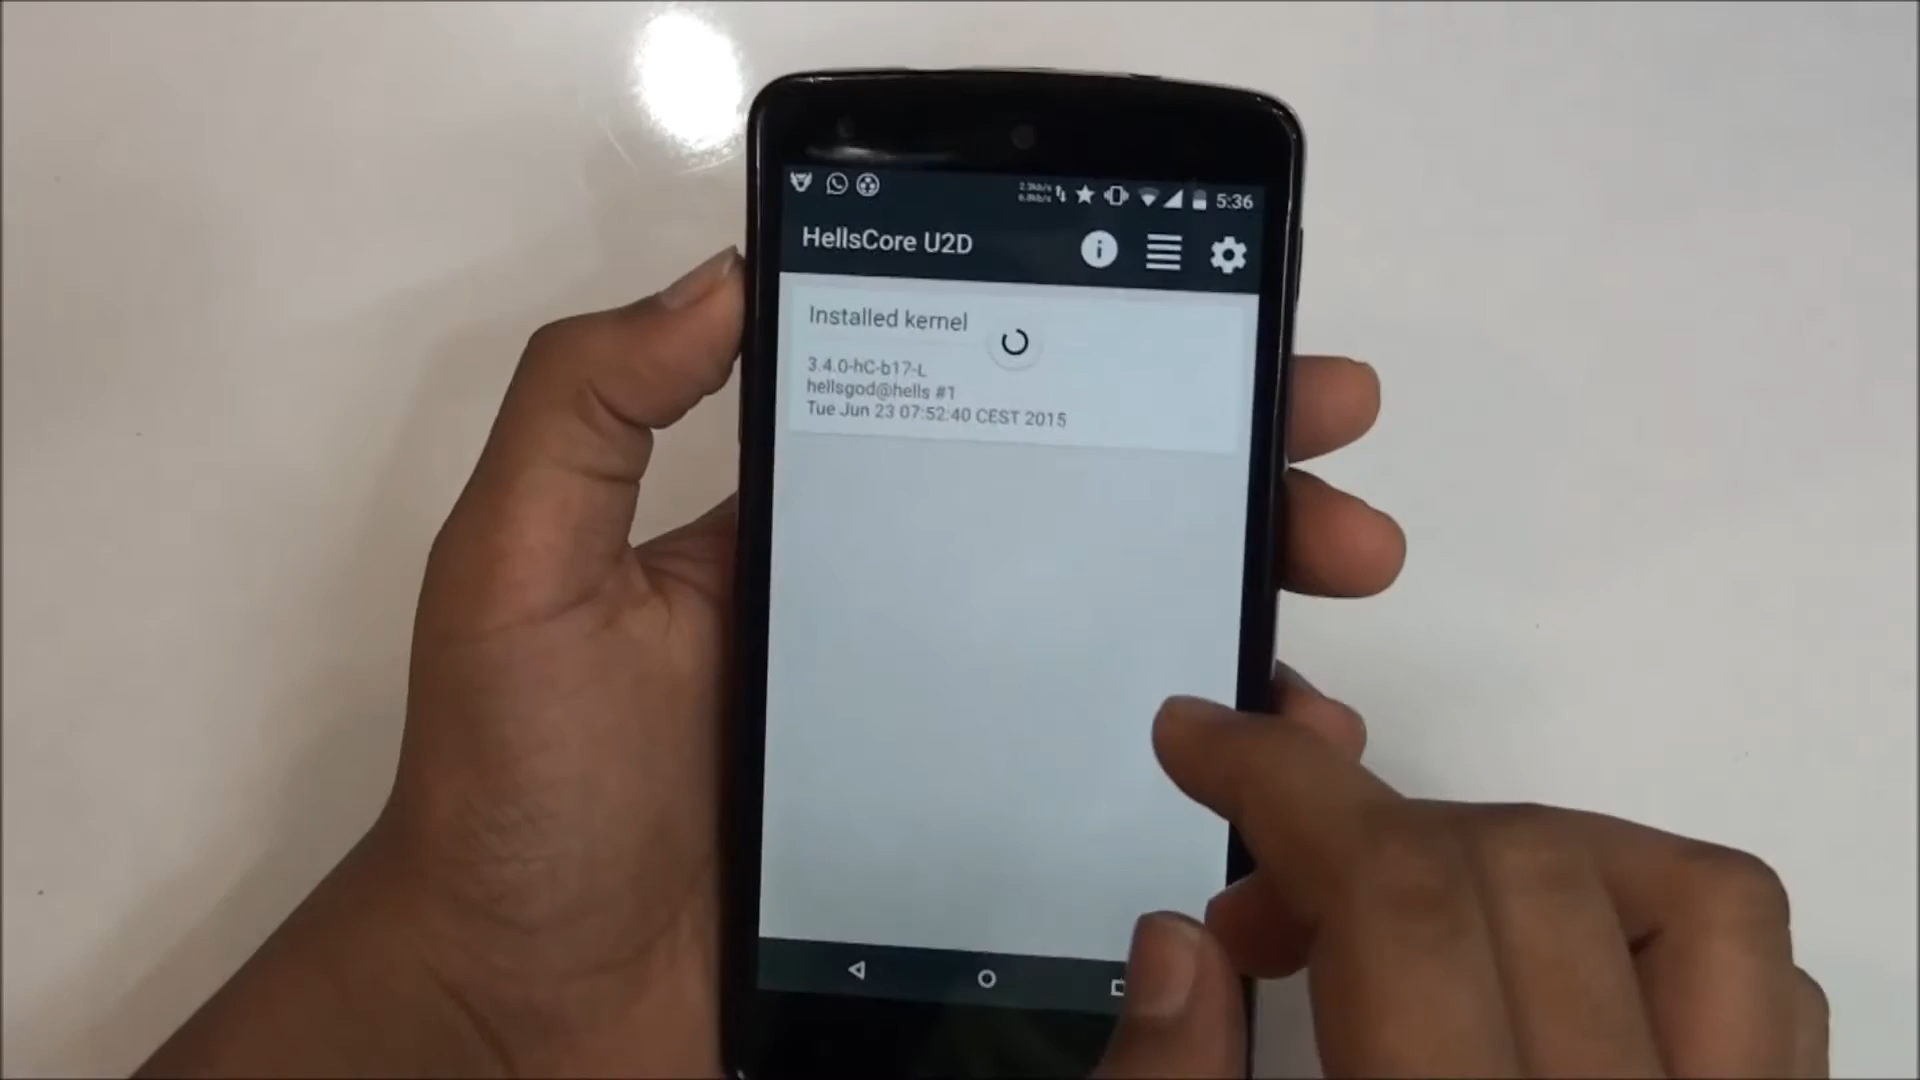 5:36
HellsCore U2D
Installed kernel
3.4.0-hC-b17-L
hellsgod@hells #1
Tue Jun 23 07:52:40 CEST 2015